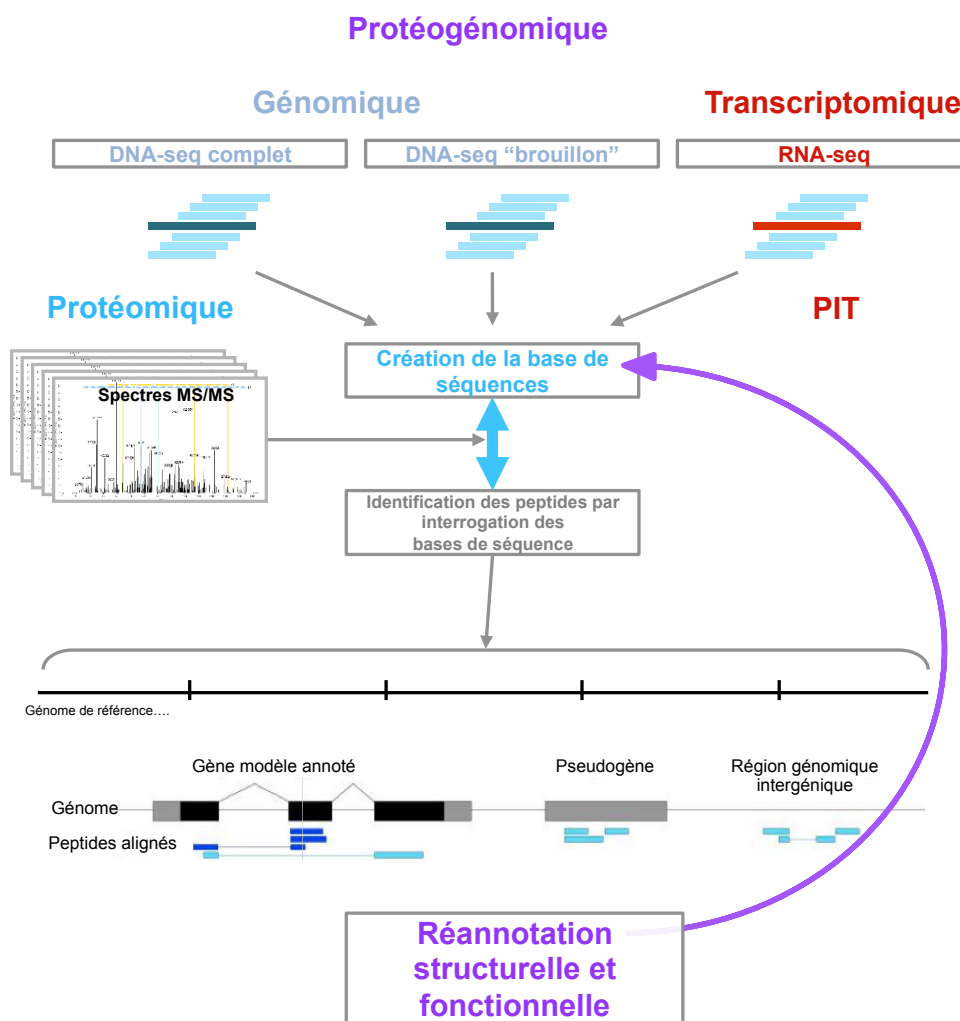 Protéogénomique
Génomique
Transcriptomique
DNA-seq complet
DNA-seq “brouillon”
RNA-seq
Protéomique
PIT
Création de la base de
séquences
Spectres MS/MS
Identification des peptides par
interrogation des
bases de séquence
Génome de référence….
Gène modèle annoté
Pseudogène
Région génomique
intergénique
Génome
Peptides alignés
Réannotation
structurelle et
fonctionnelle